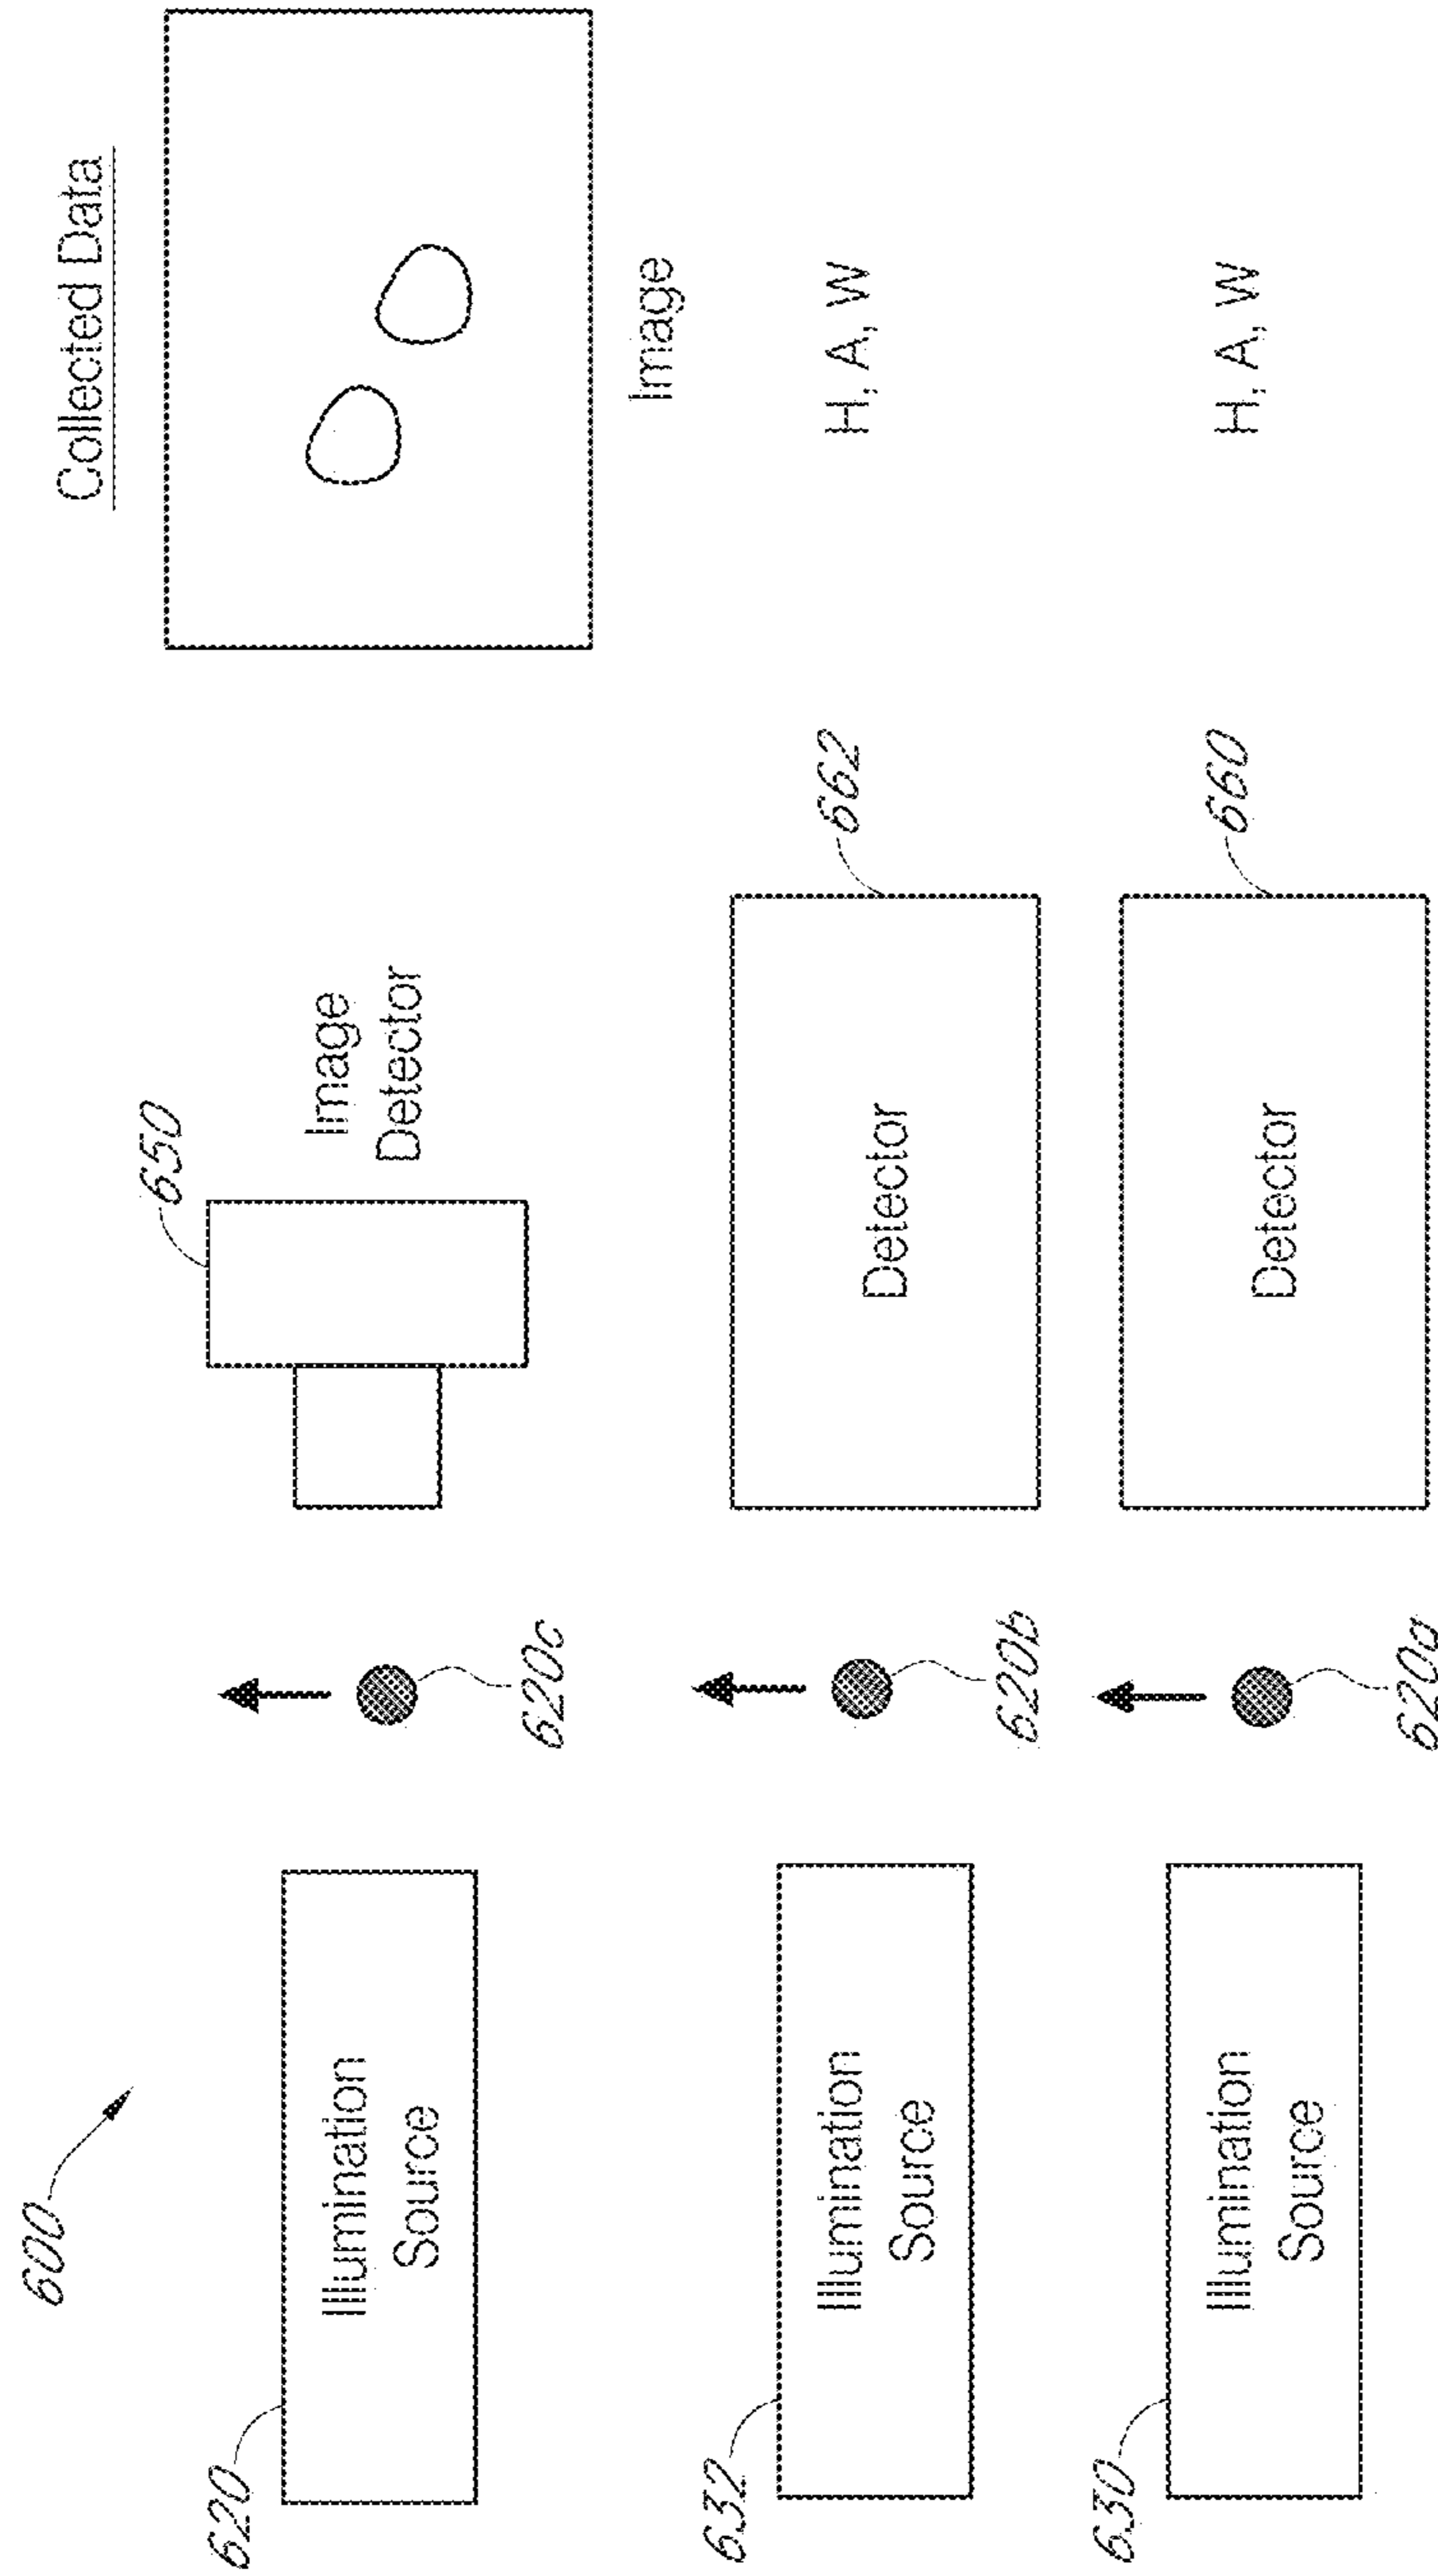 600
Collected Data
620
Illumination
Source
620c
650
Image
Detector
Image
632
Illumination
Source
620b
Detector
662
H, A, W
630
Illumination
Source
620a
Detector
660
H, A, W